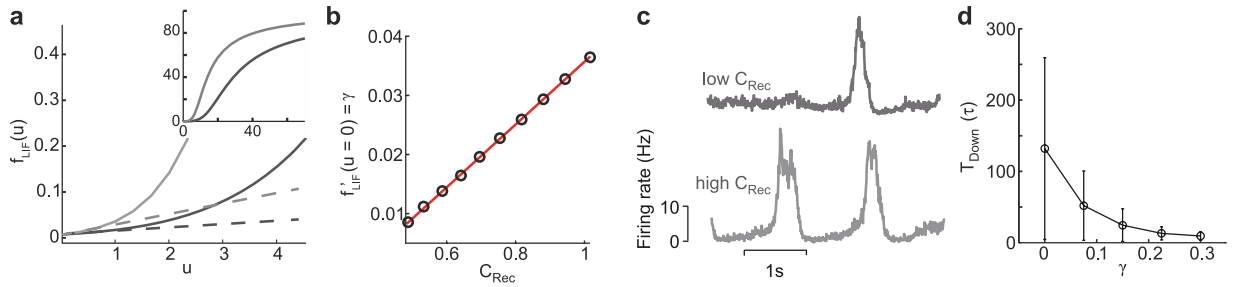 a
0.4
0.3
0.2
0.1
0
f_LIF(u)
1
2
3
4
u
80
40
0
0
40
b
0.04
0.03
0.02
0.01
f'_LIF(u = 0) = γ
0.6
0.8
1
C_Rec
c
low C_Rec
high C_Rec
Firing rate (Hz)
10
0
1s
d
300
200
100
0
T_Down (τ)
0
0.1
0.2
0.3
γ